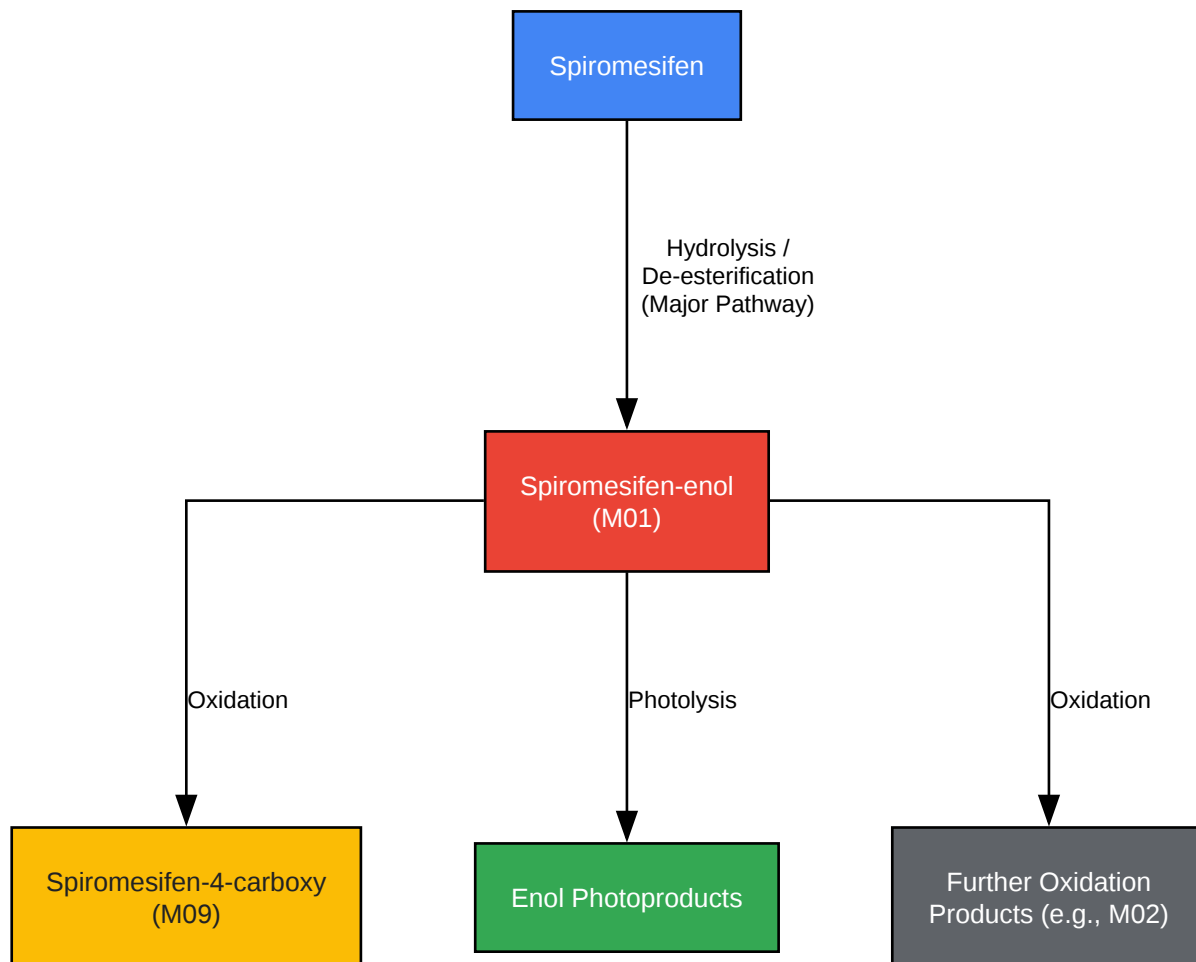 Spiromesifen
Hydrolysis /
De-esterification
(Major Pathway)
Spiromesifen-enol
(M01)
Oxidation
Photolysis
Oxidation
Spiromesifen-4-carboxy
(M09)
Enol Photoproducts
Further Oxidation
Products (e.g., M02)